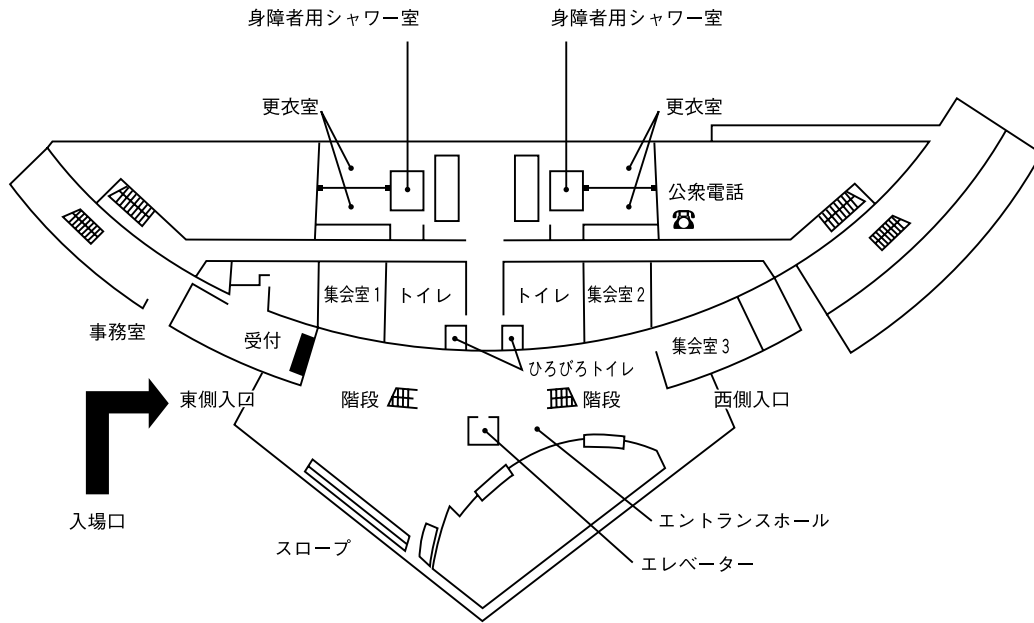 身障者用シャワー室
身障者用シャワー室
更衣室
更衣室
公衆電話
集会室1
トイレ
トイレ
集会室2
事務室
受付
集会室3
ひろびろトイレ
東側入口
階段
階段
西側入口
入場口
エントランスホール
スロープ
エレベーター